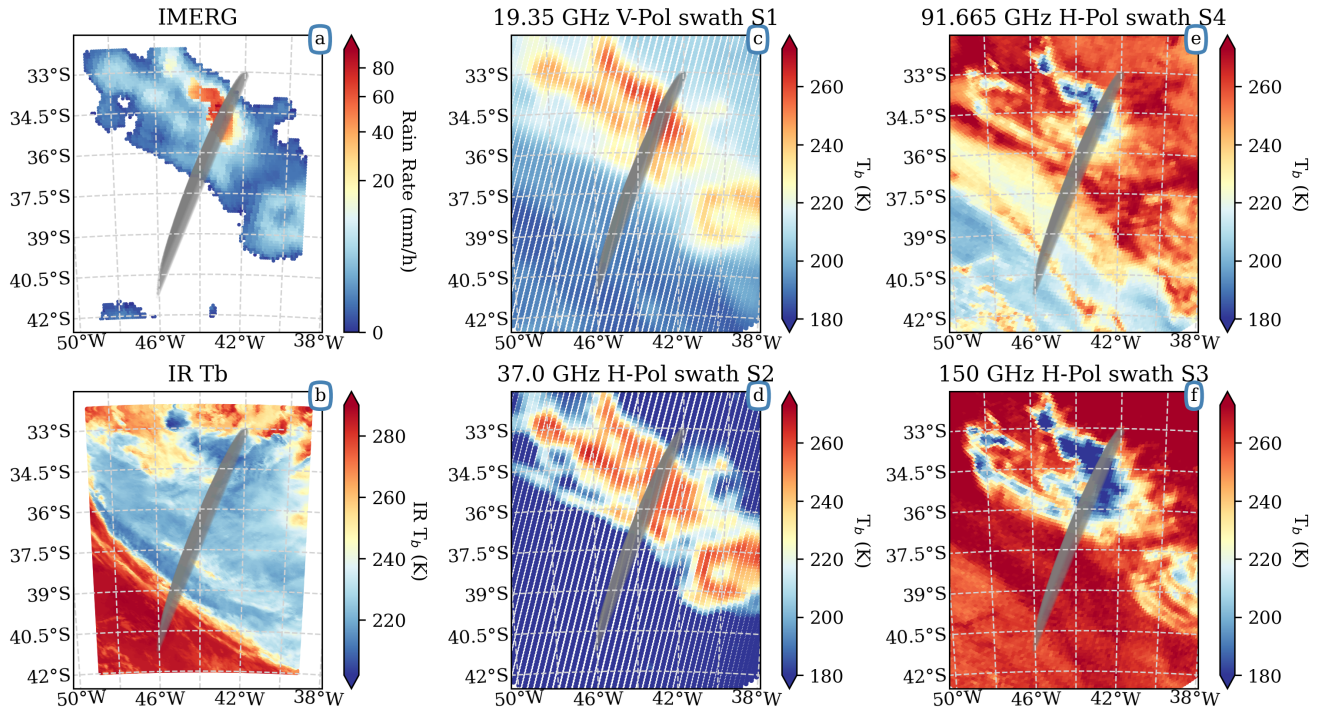 IMERG
a
33°S
34.5°S
36°S
37.5°S
39°S
40.5°S
42°S
50°W 46°W 42°W 38°W
80
60
40
20
0
Rain Rate (mm/h)
19.35 GHz V-Pol swath S1
c
33°S
34.5°S
36°S
37.5°S
39°S
40.5°S
42°S
50°W 46°W 42°W 38°W
260
240
220
200
180
T_b (K)
91.665 GHz H-Pol swath S4
e
33°S
34.5°S
36°S
37.5°S
39°S
40.5°S
42°S
50°W 46°W 42°W 38°W
260
240
220
200
180
T_b (K)
IR Tb
b
33°S
34.5°S
36°S
37.5°S
39°S
40.5°S
42°S
50°W 46°W 42°W 38°W
280
260
240
220
IR T_b (K)
37.0 GHz H-Pol swath S2
d
33°S
34.5°S
36°S
37.5°S
39°S
40.5°S
42°S
50°W 46°W 42°W 38°W
260
240
220
200
180
T_b (K)
150 GHz H-Pol swath S3
f
33°S
34.5°S
36°S
37.5°S
39°S
40.5°S
42°S
50°W 46°W 42°W 38°W
260
240
220
200
180
T_b (K)